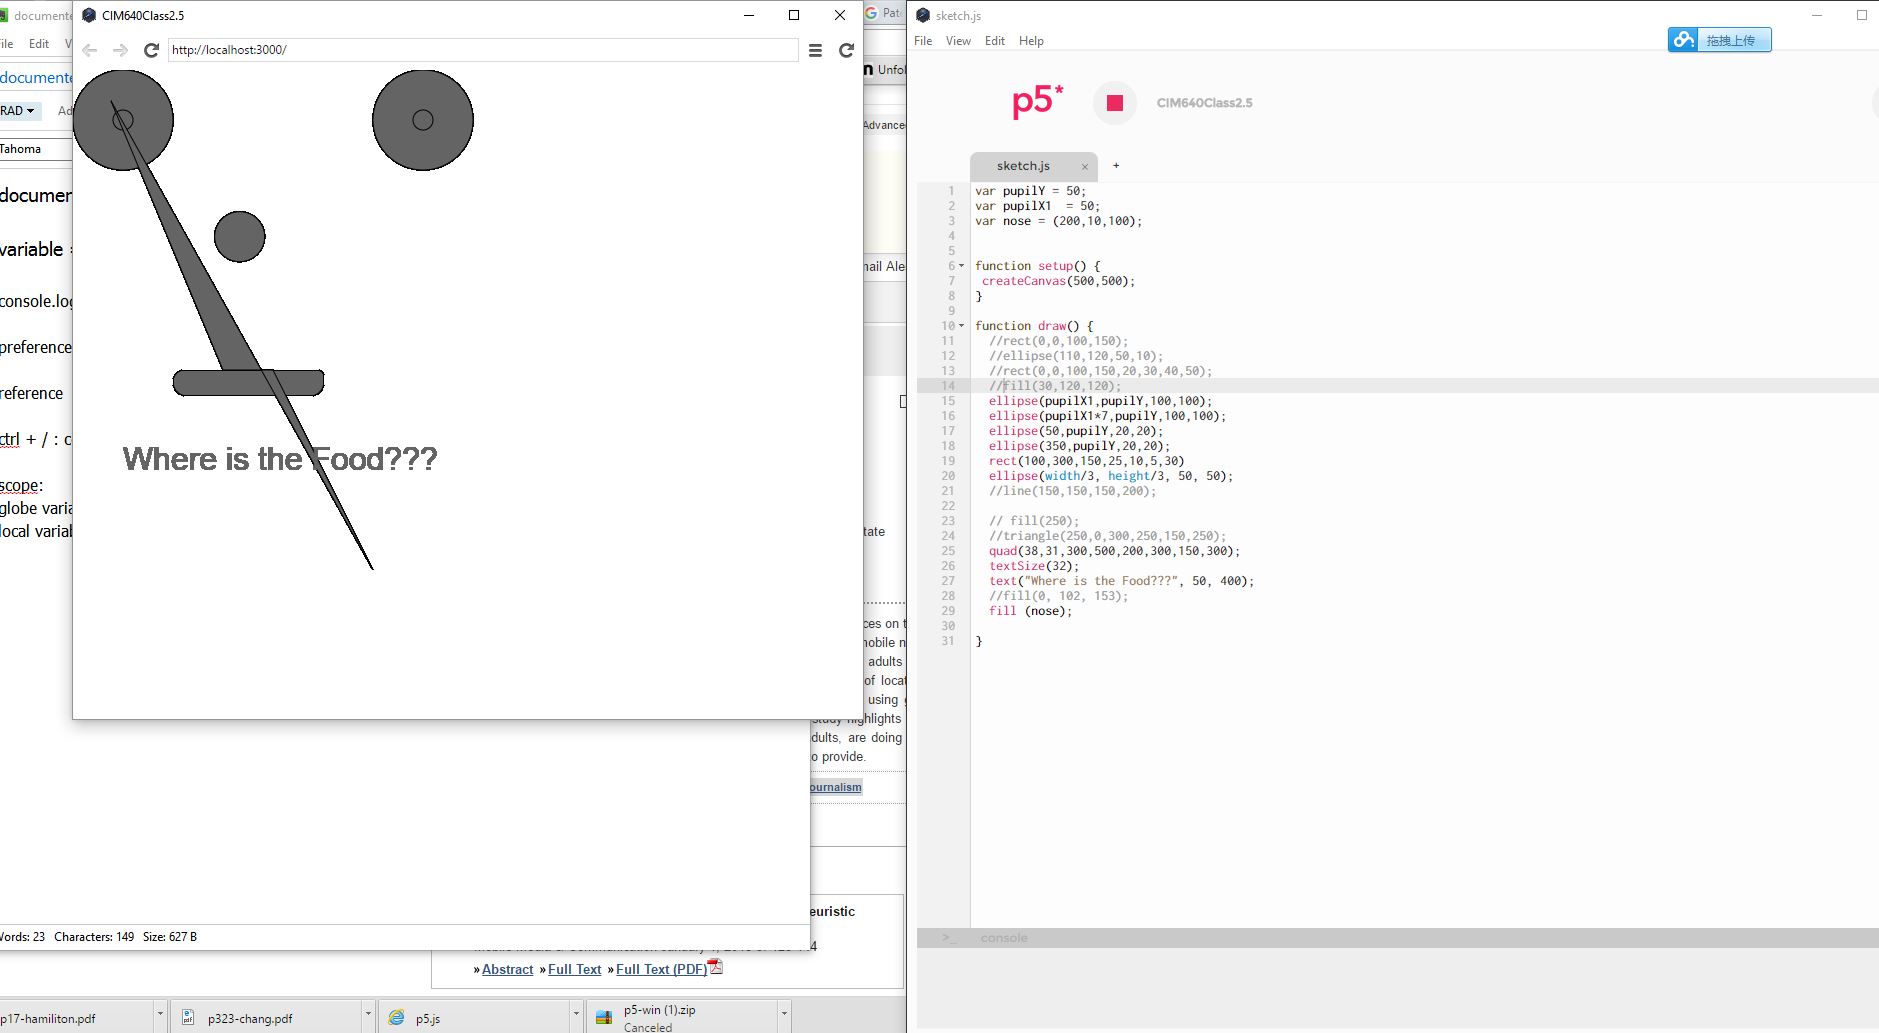 documente
File Edit V
documente
RAD
Ad
Tahoma
documen
variable =
console.log
preference
reference
ctrl + / : c
scope:
globe varia
local variab
Words: 23 Characters: 149 Size: 627 B
CIM640Class2.5
http://localhost:3000/
Where is the Food???
Pat
Unfol
Advance
mail Ale
tate
ces on t
mobile n
adults
of locat
using g
study highlights
dults, are doing
o provide.
ournalism
euristic
» Abstract » Full Text » Full Text (PDF)
sketch.js
File View Edit Help
拖拽上传
p5*
CIM640Class2.5
sketch.js × +
1 var pupilY = 50;
2 var pupilX1  = 50;
3 var nose = (200,10,100);
4
5
6 function setup() {
7  createCanvas(500,500);
8 }
9
10 function draw() {
11   //rect(0,0,100,150);
12   //ellipse(110,120,50,10);
13   //rect(0,0,100,150,20,30,40,50);
14   //fill(30,120,120);
15   ellipse(pupilX1,pupilY,100,100);
16   ellipse(pupilX1*7,pupilY,100,100);
17   ellipse(50,pupilY,20,20);
18   ellipse(350,pupilY,20,20);
19   rect(100,300,150,25,10,5,30)
20   ellipse(width/3, height/3, 50, 50);
21   //line(150,150,150,200);
22
23   // fill(250);
24   //triangle(250,0,300,250,150,250);
25   quad(38,31,300,500,200,300,150,300);
26   textSize(32);
27   text("Where is the Food???", 50, 400);
28   //fill(0, 102, 153);
29   fill (nose);
30
31 }
>_ console
p17-hamiliton.pdf
p323-chang.pdf
p5.js
p5-win (1).zip
Canceled